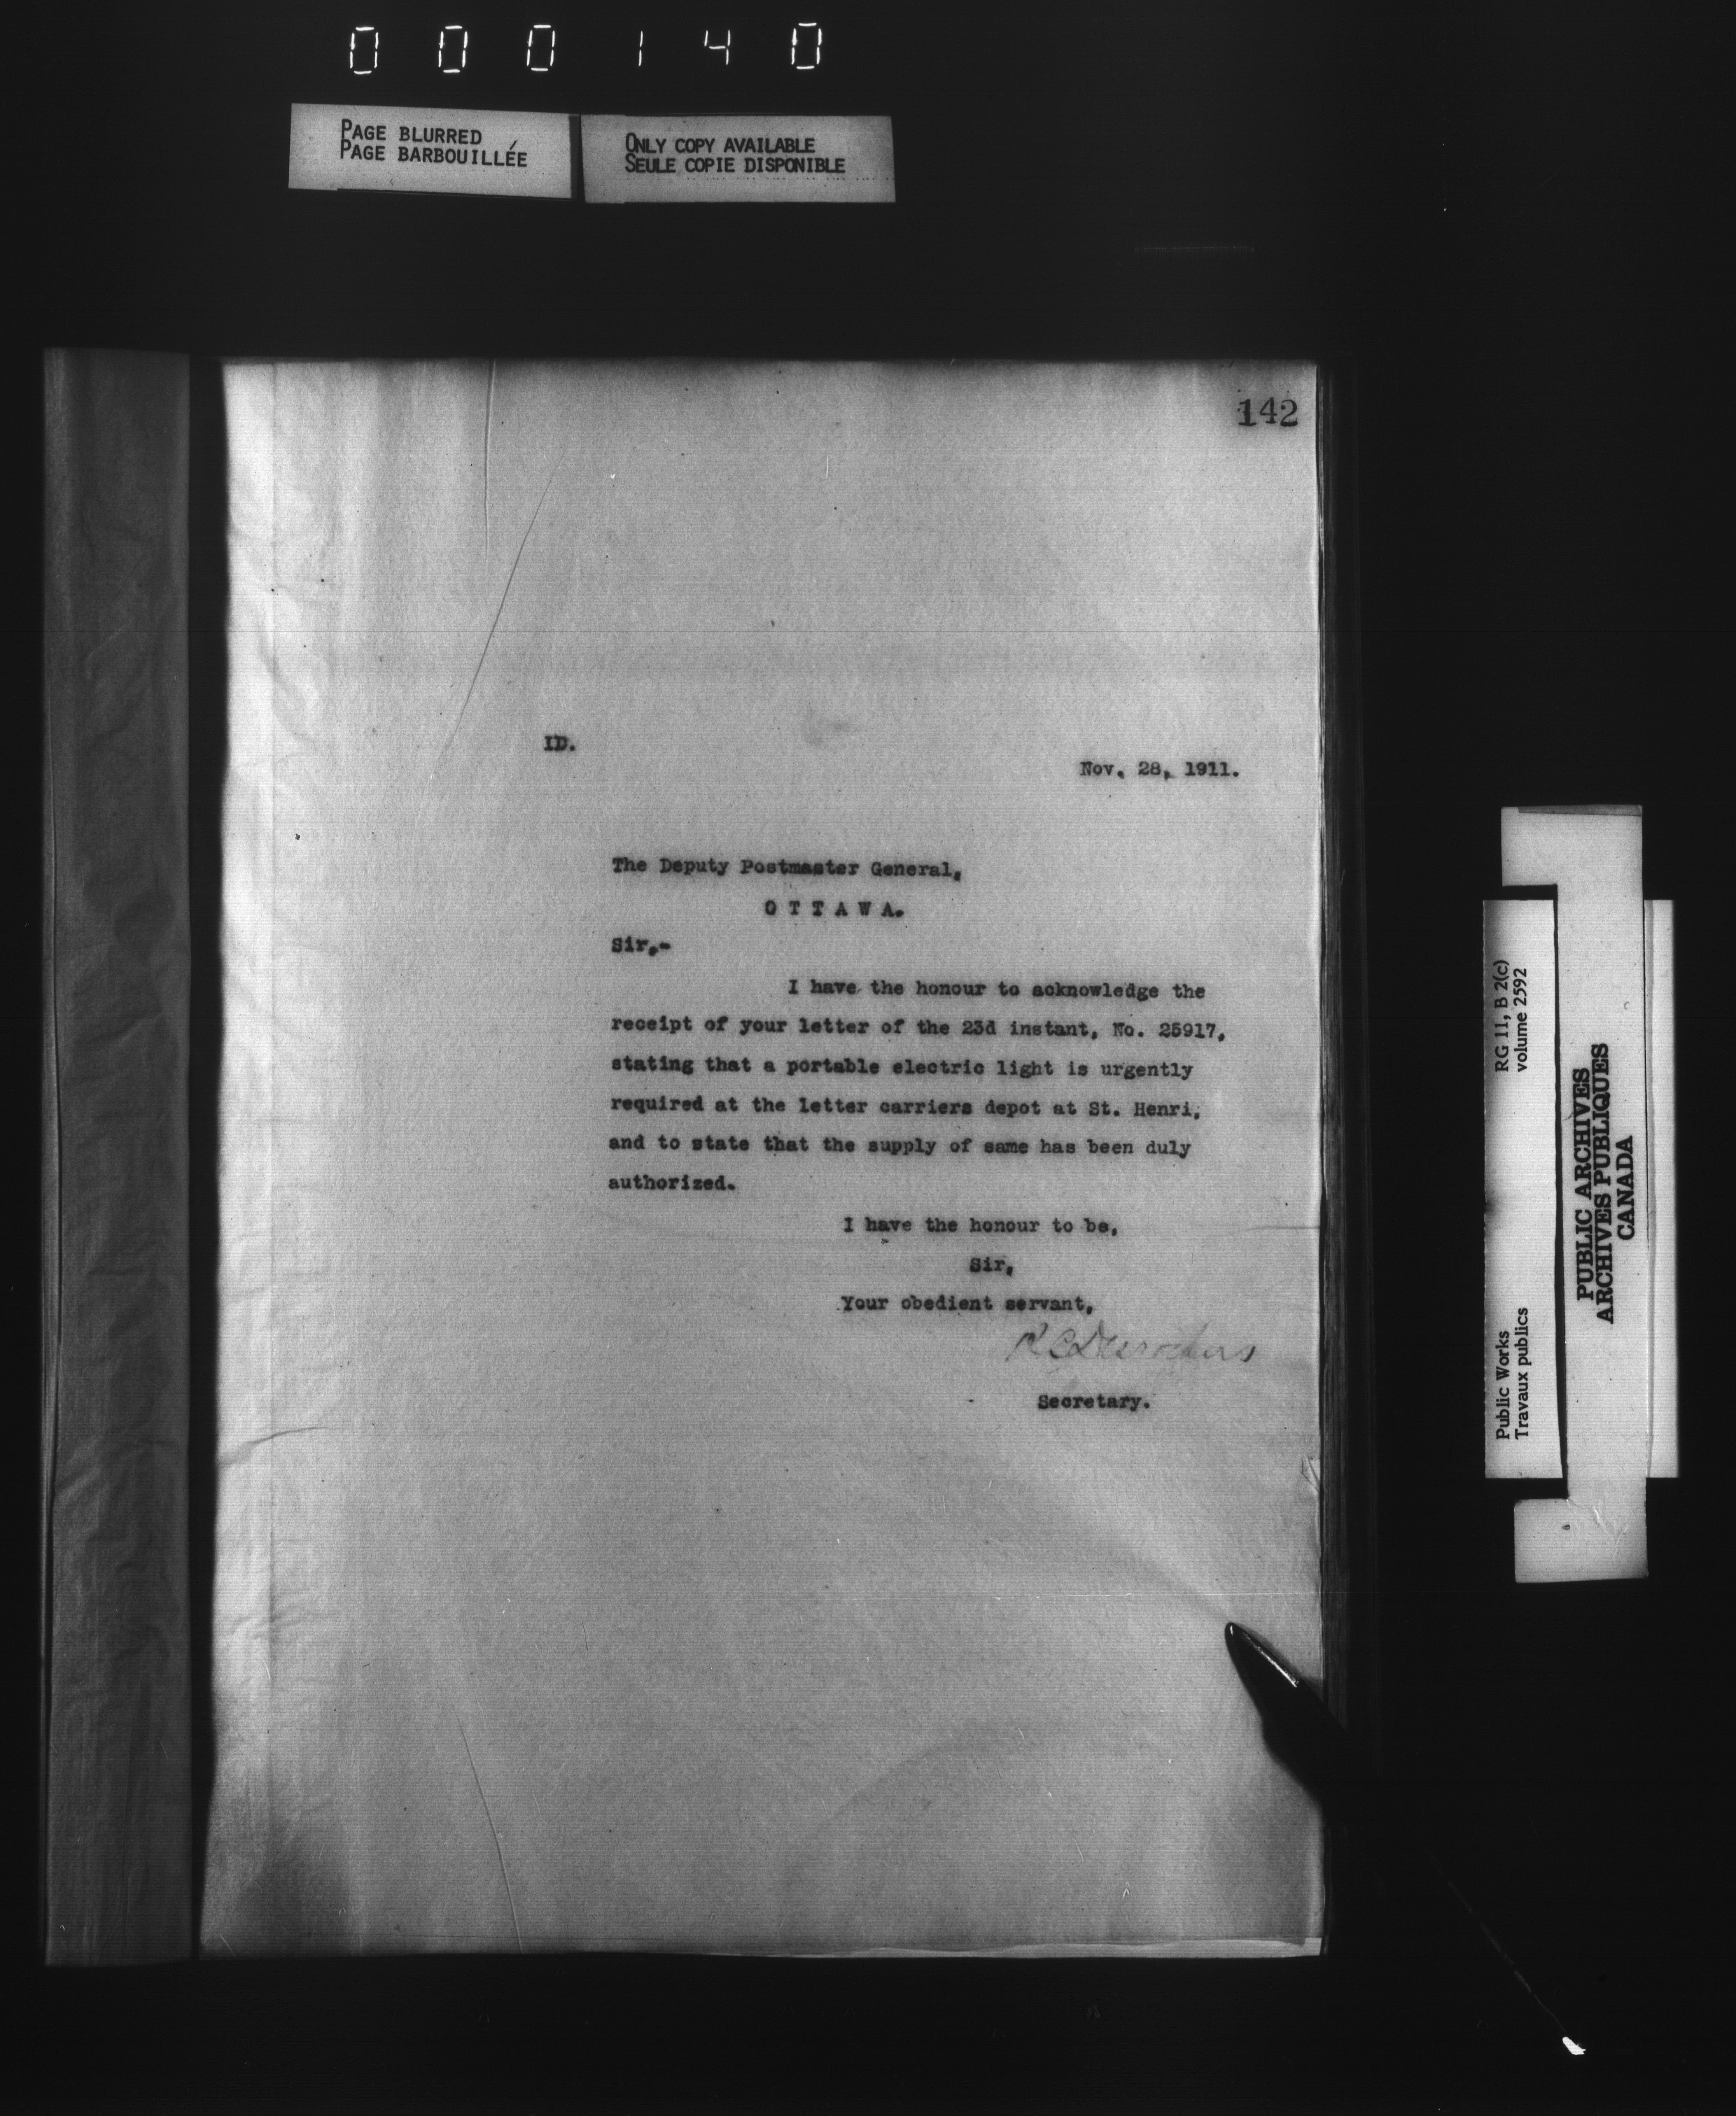 000140
PAGE BLURRED
PAGE BARBOUILLÉE
ONLY COPY AVAILABLE
SEULE COPIE DISPONIBLE
142
ID.
Nov. 28, 1911.
The Deputy Postmaster General,
O T T A W A.
Sir,-
I have the honour to acknowledge the
receipt of your letter of the 23d instant, No. 25917,
stating that a portable electric light is urgently
required at the letter carriers depot at St. Henri,
and to state that the supply of same has been duly
authorized.
I have the honour to be,
Sir,
Your obedient servant,
R C Desrochers
Secretary.
Public Works
Travaux publics
RG 11, B 2(c)
volume 2592
PUBLIC ARCHIVES
ARCHIVES PUBLIQUES
CANADA